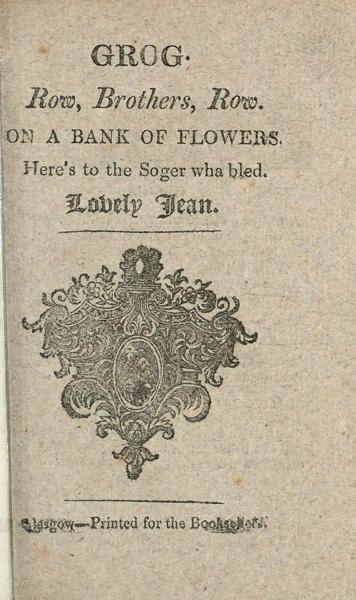 GROG.
Row, Brothers, Row.
ON A BANK OF FLOWERS.
Here's to the Soger wha bled.
Lovely Jean.
Glasgow—Printed for the Booksellers.